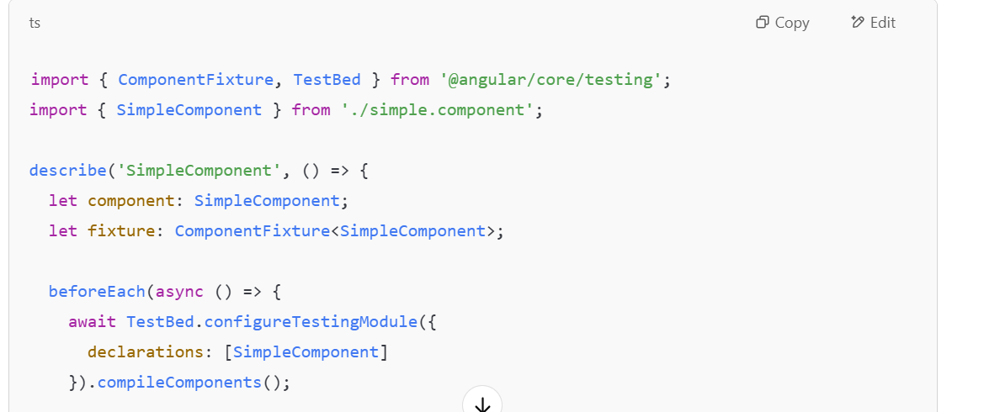 ts
Copy
Edit
import { ComponentFixture, TestBed } from '@angular/core/testing';
import { SimpleComponent } from './simple.component';
describe('SimpleComponent', () => {
let component: SimpleComponent;
let fixture: ComponentFixture<SimpleComponent>;
beforeEach(async () => {
await TestBed.configureTestingModule({
declarations: [SimpleComponent]
}).compileComponents();